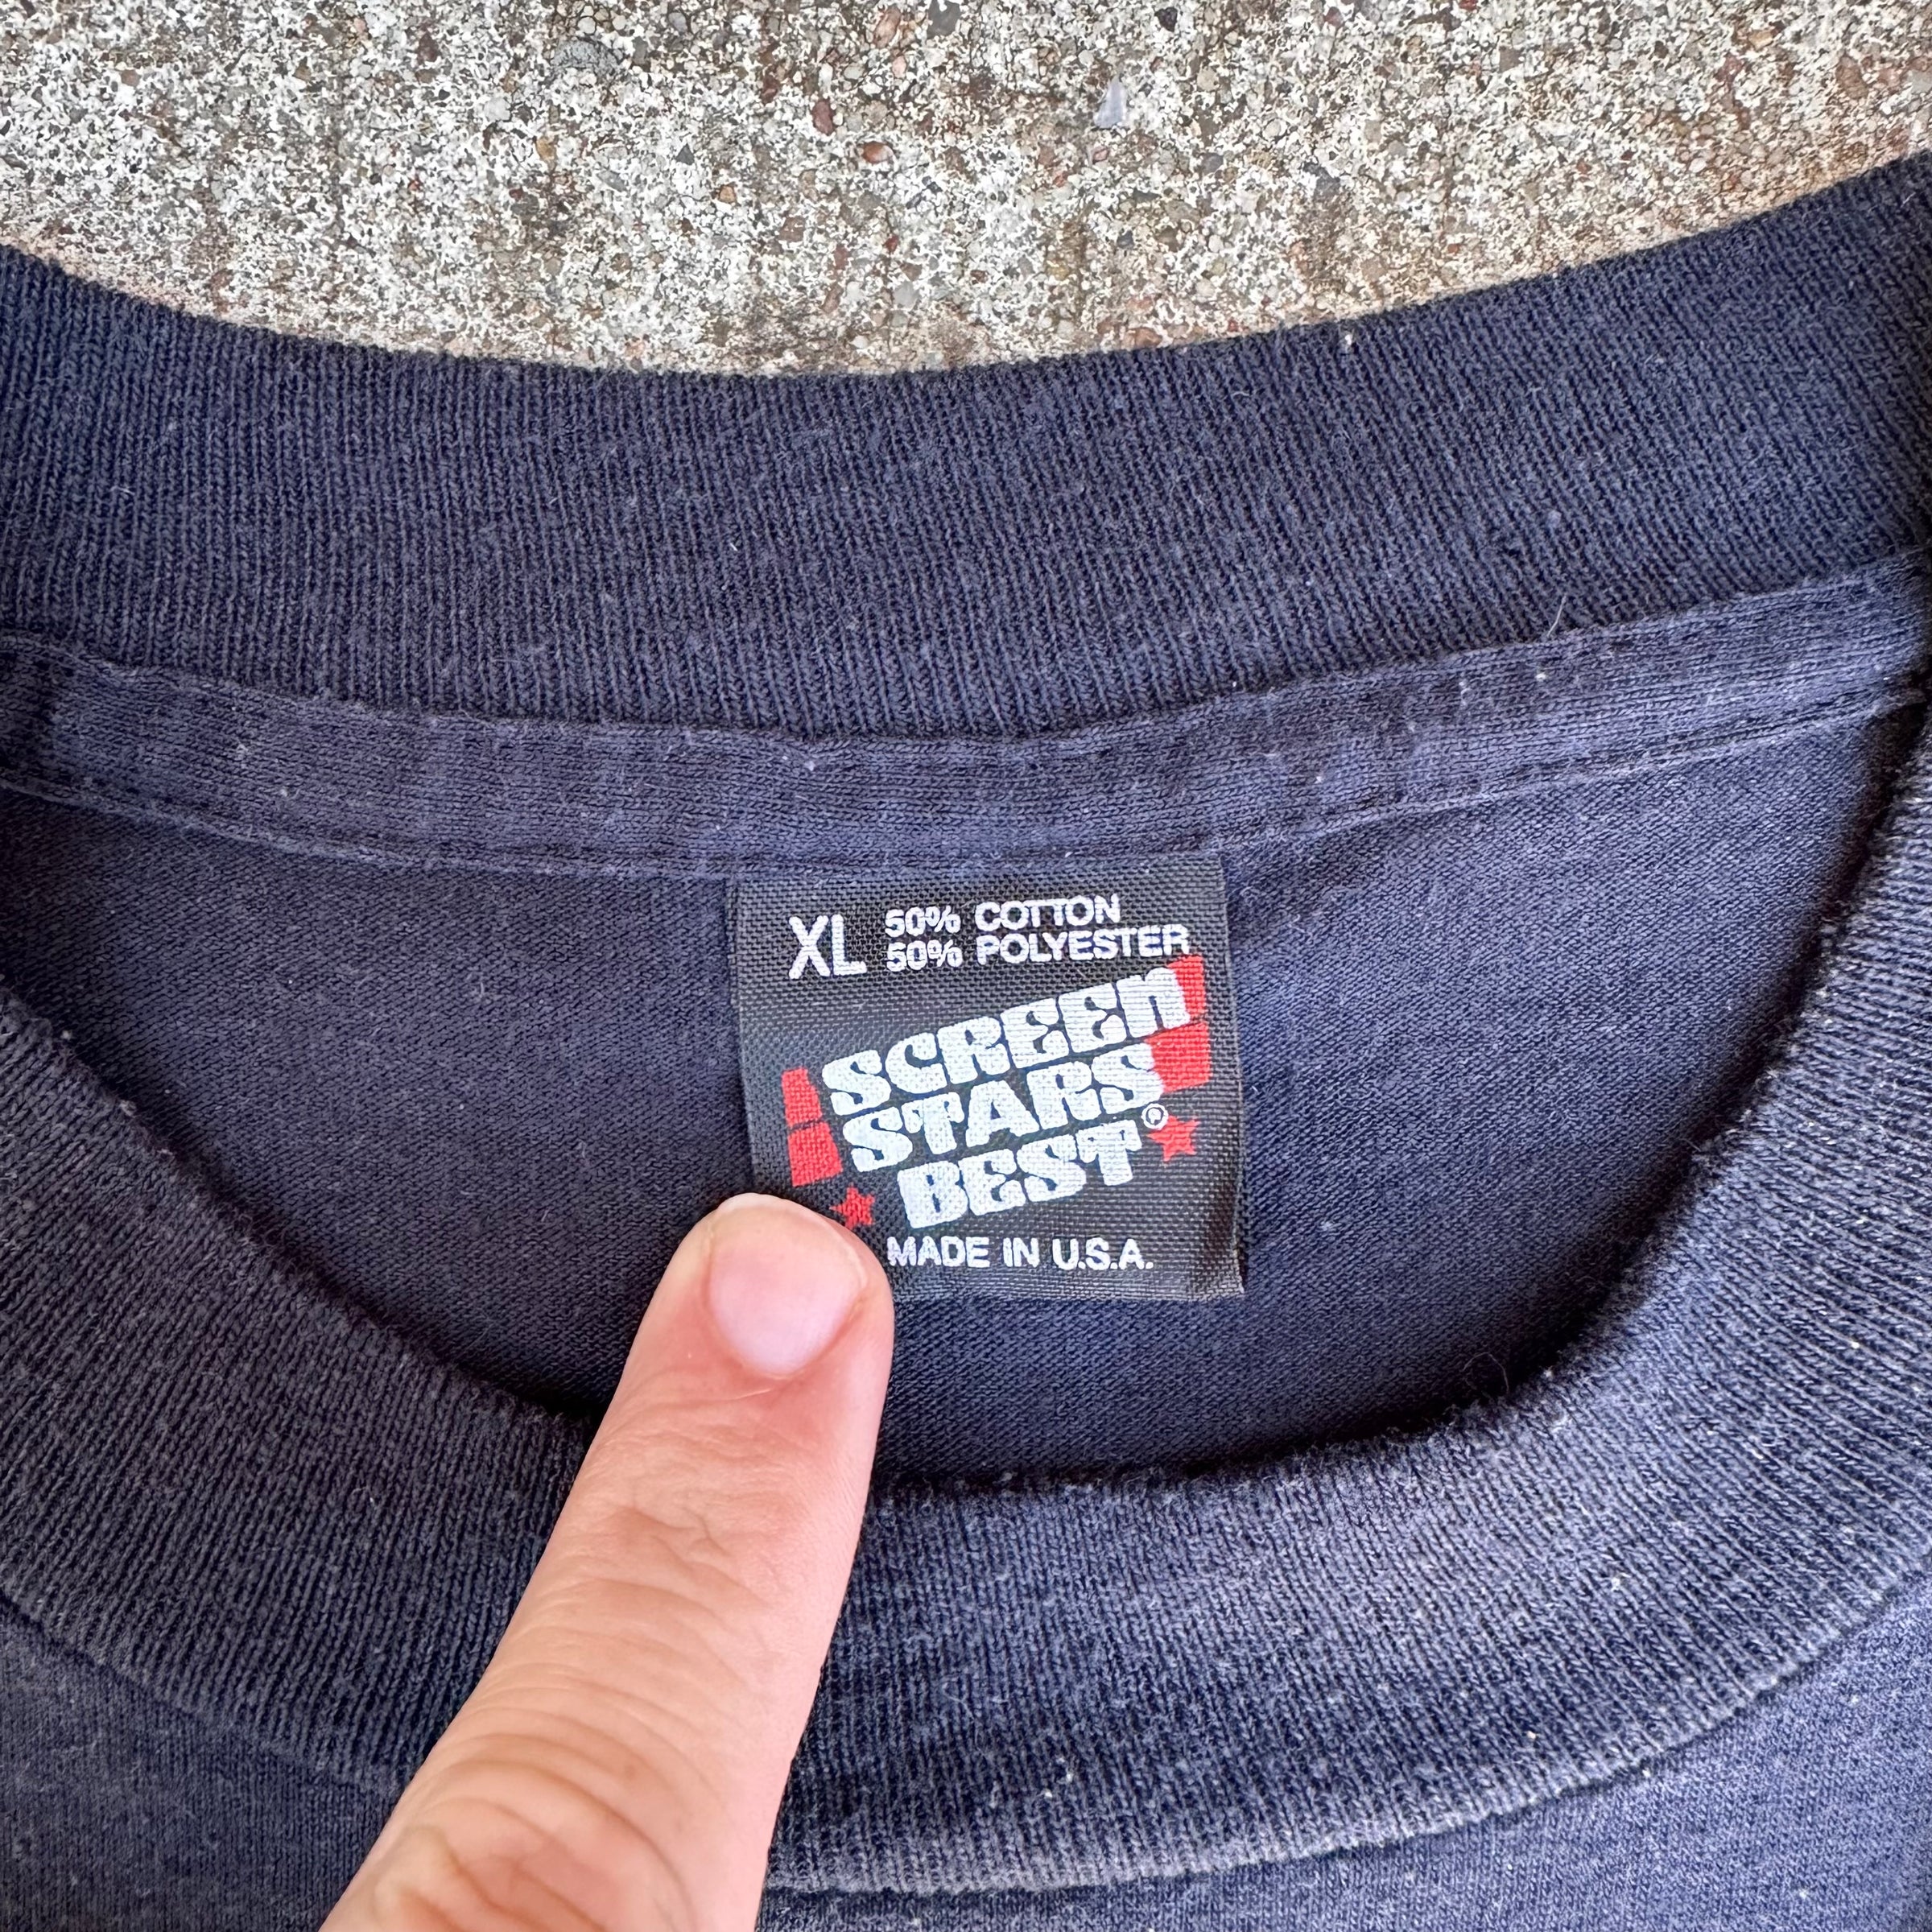 XL 50% COTTON
50% POLYESTER
SCREEN
STARS
BEST®
MADE IN U.S.A.